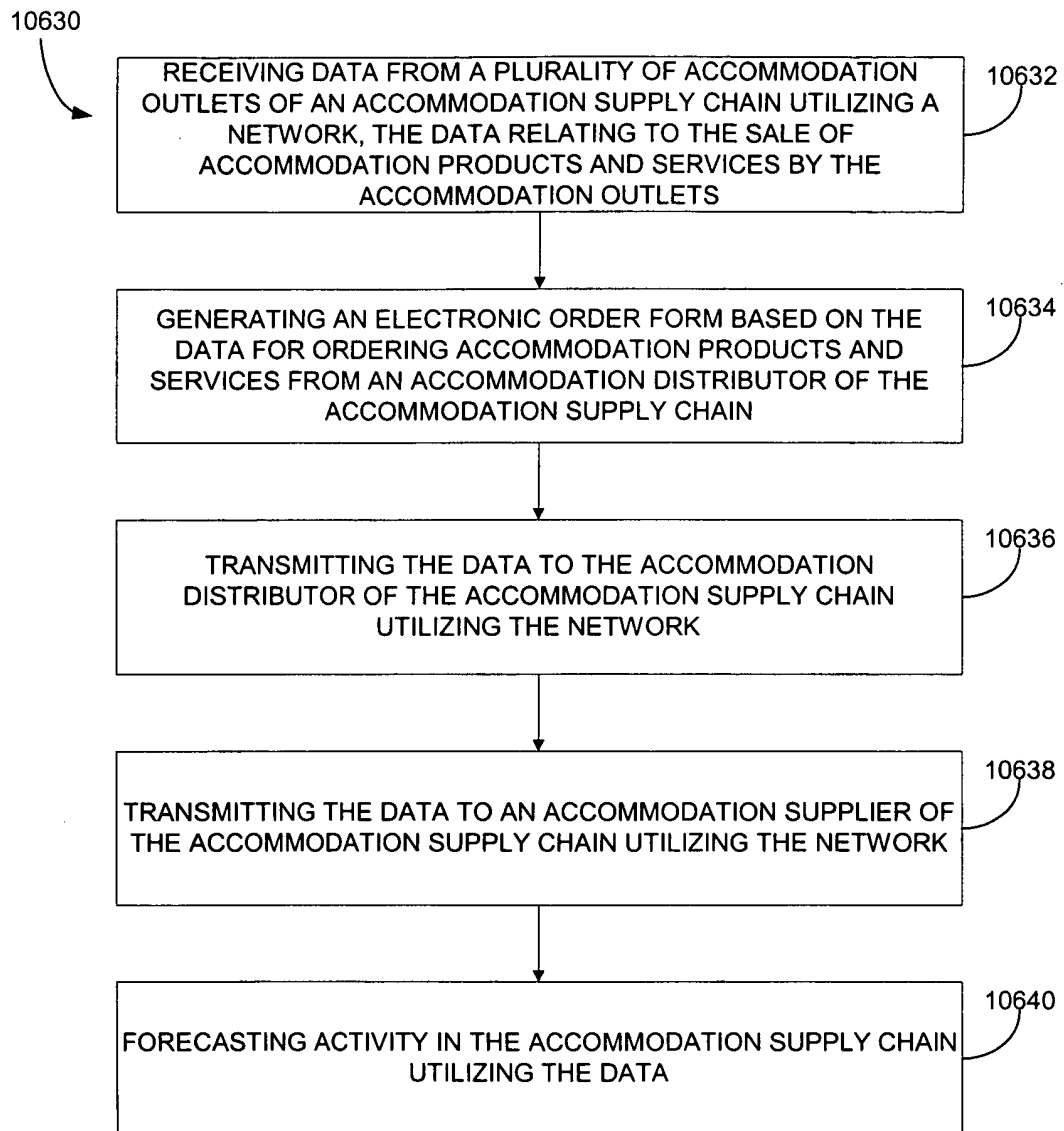 10630
RECEIVING DATA FROM A PLURALITY OF ACCOMMODATION
OUTLETS OF AN ACCOMMODATION SUPPLY CHAIN UTILIZING A
NETWORK, THE DATA RELATING TO THE SALE OF
ACCOMMODATION PRODUCTS AND SERVICES BY THE
ACCOMMODATION OUTLETS
10632
GENERATING AN ELECTRONIC ORDER FORM BASED ON THE
DATA FOR ORDERING ACCOMMODATION PRODUCTS AND
SERVICES FROM AN ACCOMMODATION DISTRIBUTOR OF THE
ACCOMMODATION SUPPLY CHAIN
10634
TRANSMITTING THE DATA TO THE ACCOMMODATION
DISTRIBUTOR OF THE ACCOMMODATION SUPPLY CHAIN
UTILIZING THE NETWORK
10636
TRANSMITTING THE DATA TO AN ACCOMMODATION SUPPLIER OF
THE ACCOMMODATION SUPPLY CHAIN UTILIZING THE NETWORK
10638
FORECASTING ACTIVITY IN THE ACCOMMODATION SUPPLY CHAIN
UTILIZING THE DATA
10640